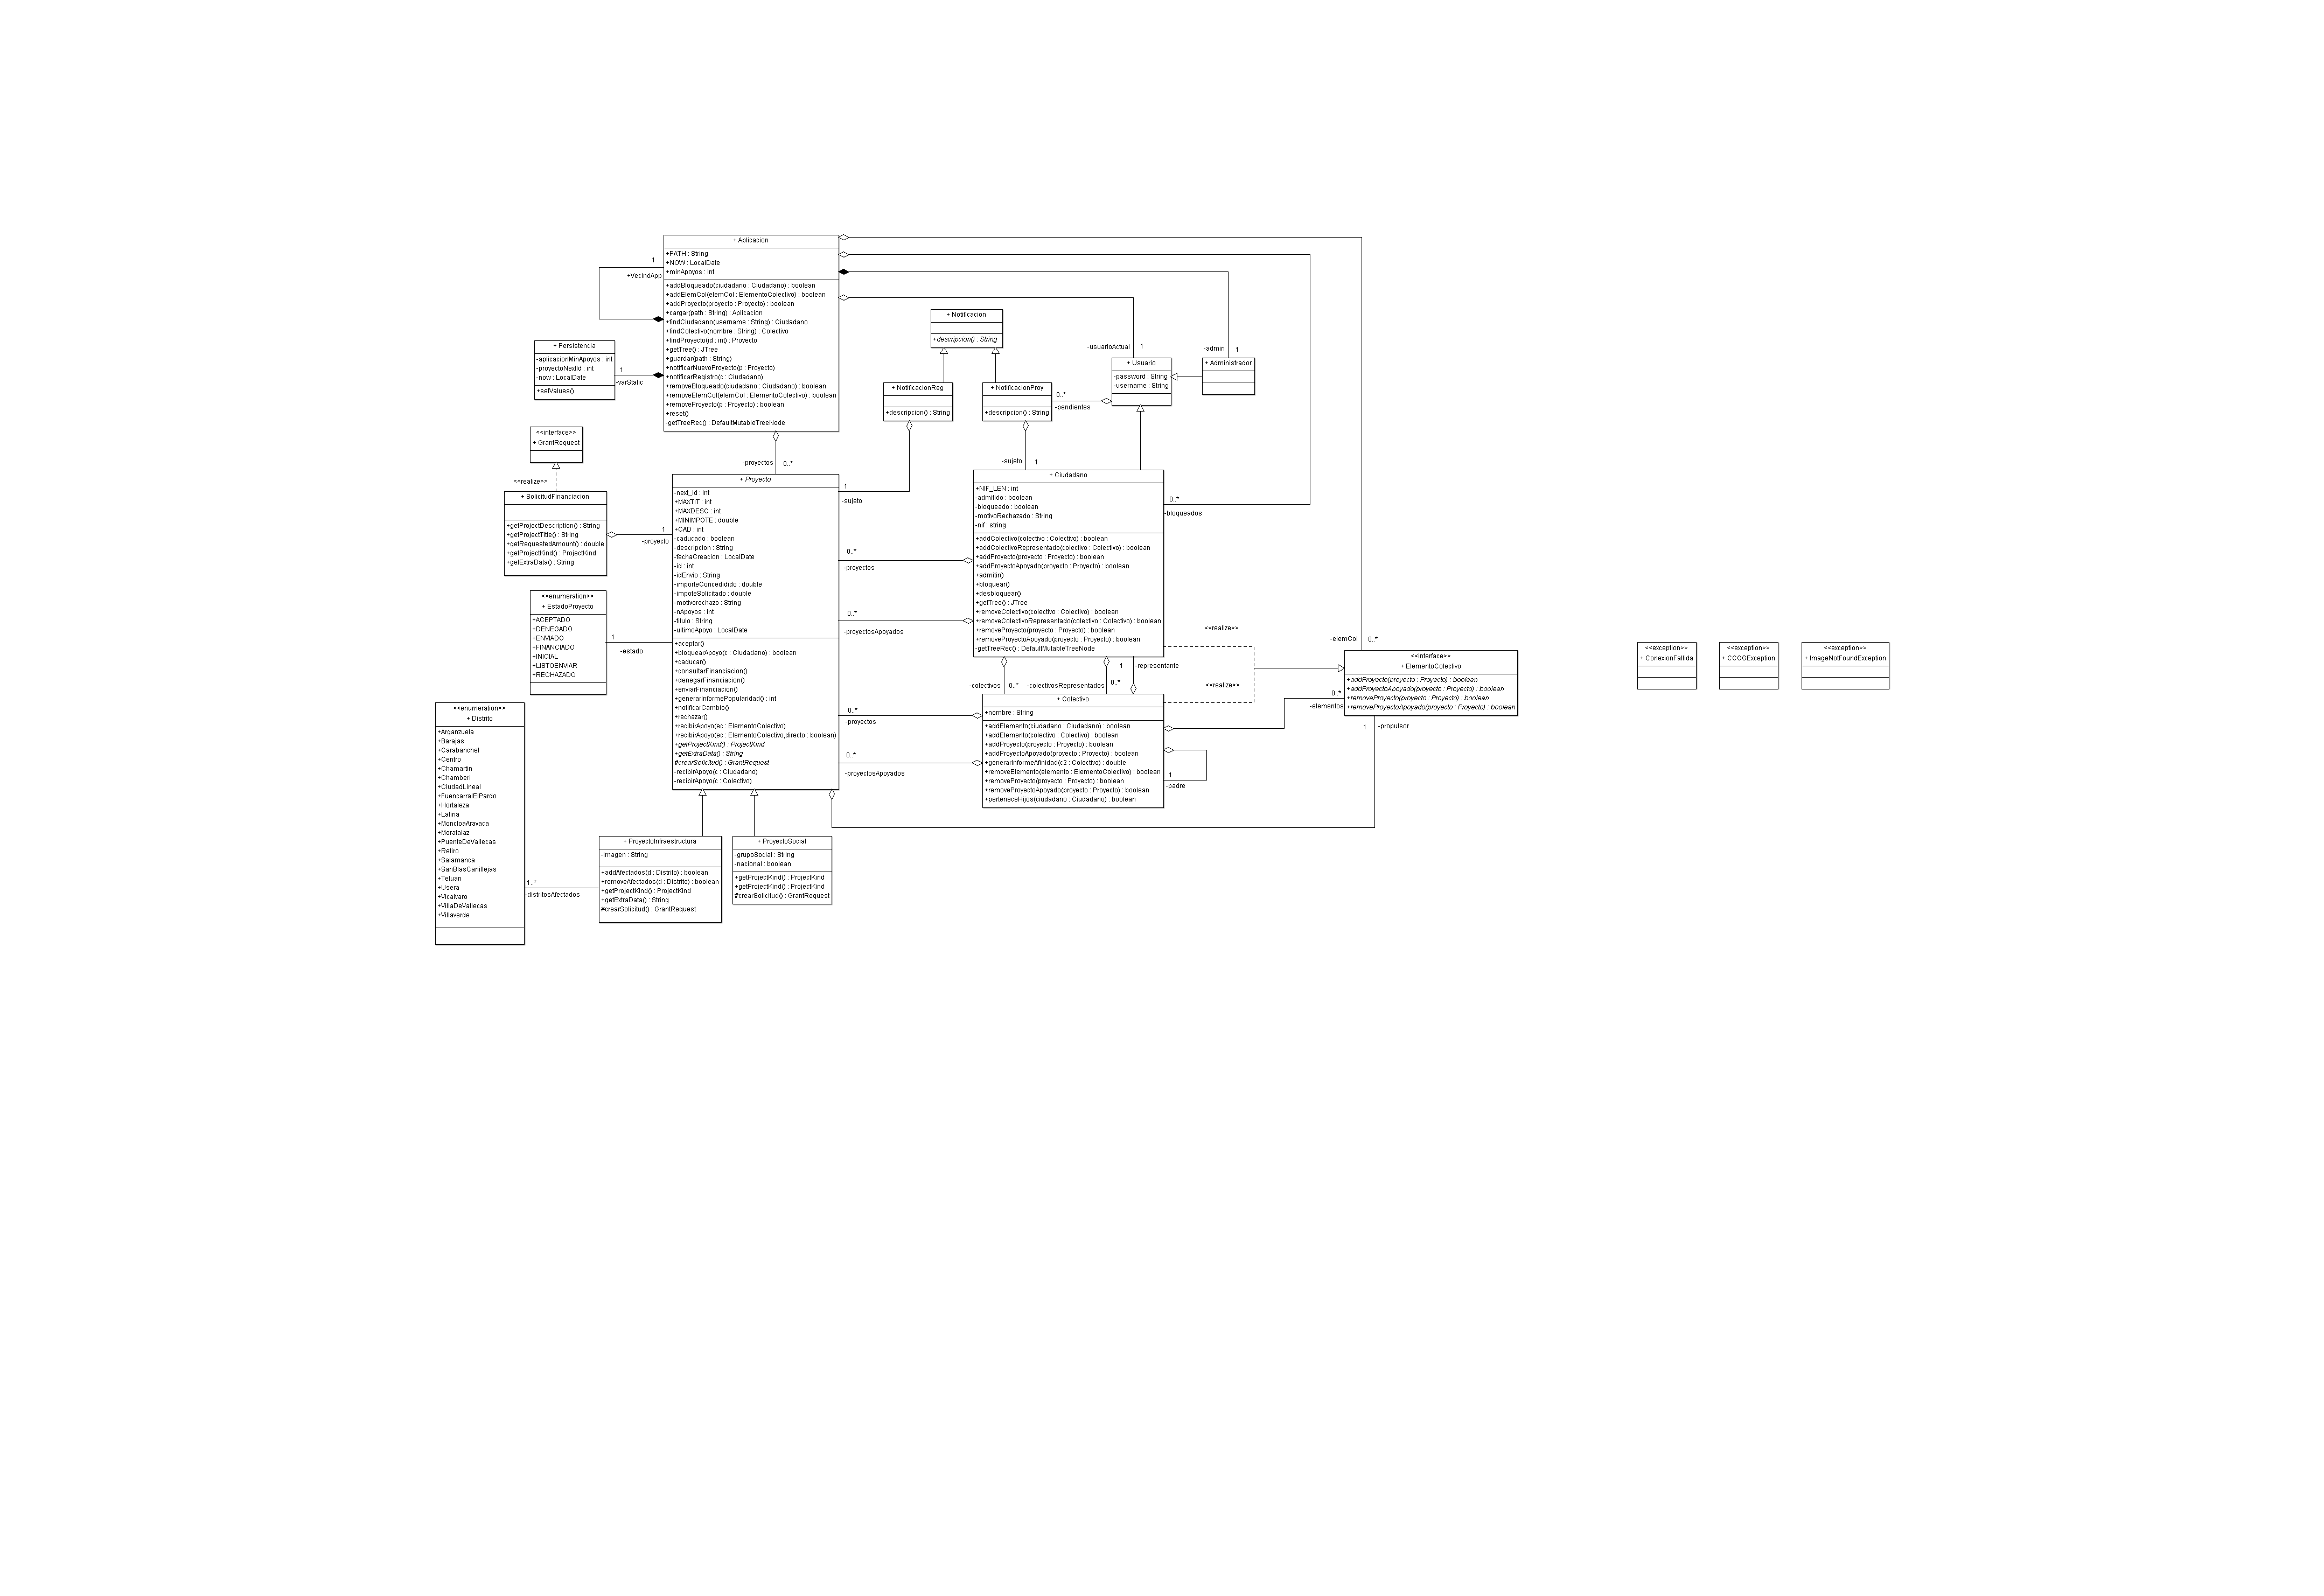 + Aplicacion
+PATH : String
+NOW : LocalDate
+minApoyos : int
+addBloqueado(ciudadano : Ciudadano) : boolean
+addElemCol(elemCol : ElementoColectivo) : boolean
+addProyecto(proyecto : Proyecto) : boolean
+cargar(path : String) : Aplicacion
+findCiudadano(username : String) : Ciudadano
+findColectivo(nombre : String) : Colectivo
+findProyecto(id : int) : Proyecto
+getTree() : JTree
+guardar(path : String)
+notificarNuevoProyecto(p : Proyecto)
+notificarRegistro(c : Ciudadano)
+removeBloqueado(ciudadano : Ciudadano) : boolean
+removeElemCol(elemCol : ElementoColectivo) : boolean
+removeProyecto(p : Proyecto) : boolean
+reset()
-getTreeRec() : DefaultMutableTreeNode
1
+VecindApp
+ Persistencia
-aplicacionMinApoyos : int
-proyectoNextId : int
-now : LocalDate
+setValues()
1
-varStatic
+ Notificacion
+descripcion() : String
+ NotificacionReg
+descripcion() : String
+ NotificacionProy
+descripcion() : String
-usuarioActual
1
-admin
1
+ Usuario
-password : String
-username : String
+ Administrador
0..*
-pendientes
<<interface>>
+ GrantRequest
<<realize>>
+ SolicitudFinanciacion
+getProjectDescription() : String
+getProjectTitle() : String
+getRequestedAmount() : double
+getProjectKind() : ProjectKind
+getExtraData() : String
1
-proyecto
-proyectos
0..*
+ Proyecto
-next_id : int
+MAXTIT : int
+MAXDESC : int
+MINIMPOTE : double
+CAD : int
-caducado : boolean
-descripcion : String
-fechaCreacion : LocalDate
-id : int
-idEnvio : String
-importeConcedidido : double
-impoteSolicitado : double
-motivorechazo : String
-nApoyos : int
-titulo : String
-ultimoApoyo : LocalDate
+aceptar()
+bloquearApoyo(c : Ciudadano) : boolean
+caducar()
+consultarFinanciacion()
+denegarFinanciacion()
+enviarFinanciacion()
+generarInformePopularidad() : int
+notificarCambio()
+rechazar()
+recibirApoyo(ec : ElementoColectivo)
+recibirApoyo(ec : ElementoColectivo,directo : boolean)
+getProjectKind() : ProjectKind
+getExtraData() : String
#crearSolicitud() : GrantRequest
-recibirApoyo(c : Ciudadano)
-recibirApoyo(c : Colectivo)
1
-sujeto
-sujeto
1
0..*
-proyectos
0..*
-proyectosApoyados
0..*
-proyectos
0..*
-proyectosApoyados
+ Ciudadano
+NIF_LEN : int
-admitido : boolean
-bloqueado : boolean
-motivoRechazado : String
-nif : string
+addColectivo(colectivo : Colectivo) : boolean
+addColectivoRepresentado(colectivo : Colectivo) : boolean
+addProyecto(proyecto : Proyecto) : boolean
+addProyectoApoyado(proyecto : Proyecto) : boolean
+admitir()
+bloquear()
+desbloquear()
+getTree() : JTree
+removeColectivo(colectivo : Colectivo) : boolean
+removeColectivoRepresentado(colectivo : Colectivo) : boolean
+removeProyecto(proyecto : Proyecto) : boolean
+removeProyectoApoyado(proyecto : Proyecto) : boolean
-getTreeRec() : DefaultMutableTreeNode
0..*
-bloqueados
<<enumeration>>
+ EstadoProyecto
+ACEPTADO
+DENEGADO
+ENVIADO
+FINANCIADO
+INICIAL
+LISTOENVIAR
+RECHAZADO
1
-estado
<<realize>>
<<realize>>
-colectivos
0..*
-colectivosRepresentados
0..*
1
-representante
+ Colectivo
+nombre : String
+addElemento(ciudadano : Ciudadano) : boolean
+addElemento(colectivo : Colectivo) : boolean
+addProyecto(proyecto : Proyecto) : boolean
+addProyectoApoyado(proyecto : Proyecto) : boolean
+generarInformeAfinidad(c2 : Colectivo) : double
+removeElemento(elemento : ElementoColectivo) : boolean
+removeProyecto(proyecto : Proyecto) : boolean
+removeProyectoApoyado(proyecto : Proyecto) : boolean
+perteneceHijos(ciudadano : Ciudadano) : boolean
1
-padre
-elemCol
0..*
<<interface>>
+ ElementoColectivo
+addProyecto(proyecto : Proyecto) : boolean
+addProyectoApoyado(proyecto : Proyecto) : boolean
+removeProyecto(proyecto : Proyecto) : boolean
+removeProyectoApoyado(proyecto : Proyecto) : boolean
0..*
-elementos
1
-propulsor
<<exception>>
+ ConexionFallida
<<exception>>
+ CCGGException
<<exception>>
+ ImageNotFoundException
<<enumeration>>
+ Distrito
+Arganzuela
+Barajas
+Carabanchel
+Centro
+Chamartin
+Chamberi
+CiudadLineal
+FuencarralElPardo
+Hortaleza
+Latina
+MoncloaAravaca
+Moratalaz
+PuenteDeVallecas
+Retiro
+Salamanca
+SanBlasCanillejas
+Tetuan
+Usera
+Vicalvaro
+VillaDeVallecas
+Villaverde
1..*
-distritosAfectados
+ ProyectoInfraestructura
-imagen : String
+addAfectados(d : Distrito) : boolean
+removeAfectados(d : Distrito) : boolean
+getProjectKind() : ProjectKind
+getExtraData() : String
#crearSolicitud() : GrantRequest
+ ProyectoSocial
-grupoSocial : String
-nacional : boolean
+getProjectKind() : ProjectKind
+getProjectKind() : ProjectKind
#crearSolicitud() : GrantRequest